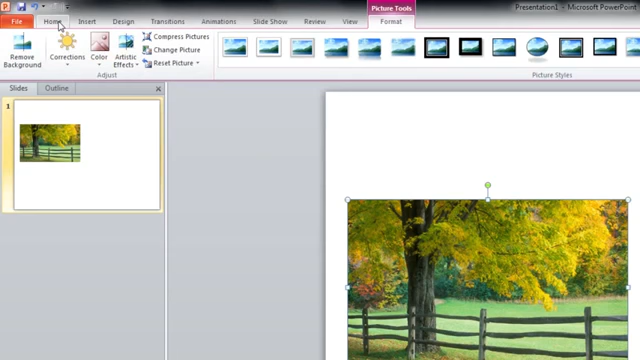 Picture Tools
Presentation1 - Microsoft PowerPoint
File Home Insert Design Transitions Animations Slide Show Review View Format
Remove Background
Corrections
Color
Artistic Effects
Compress Pictures
Change Picture
Reset Picture
Adjust
Picture Styles
Slides Outline
1